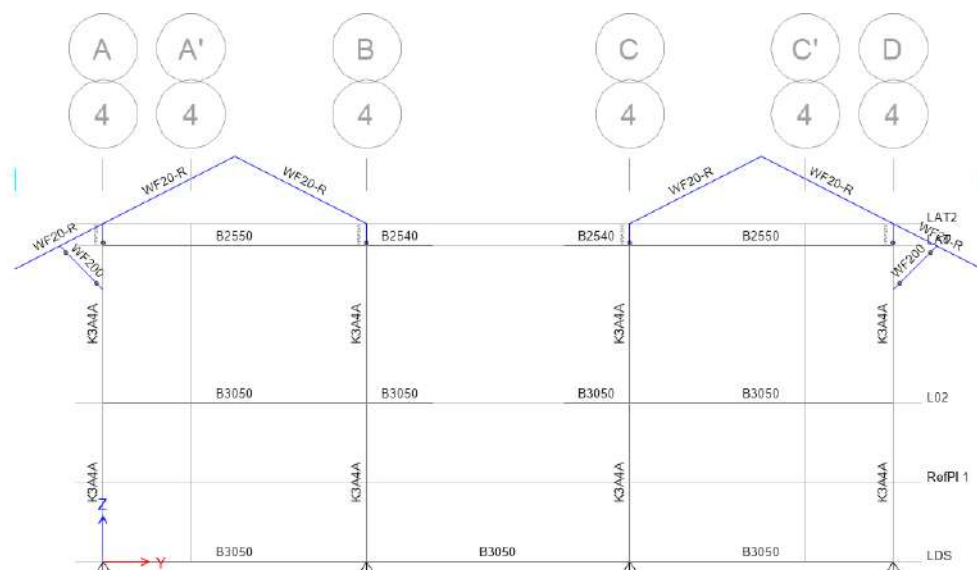 A A' B C C' D
4 4 4 4 4 4
WF20-R WF20-R WF20-R WF20-R
LAT2
WF20-R B2550 B2540 B2540 B2550 WF20-R
WF200 WF200
K3A4A K3A4A K3A4A K3A4A
B3050 B3050 B3050 B3050
L02
K3A4A K3A4A K3A4A K3A4A
RefPl 1
Z
Y
B3050 B3050 B3050
LDS